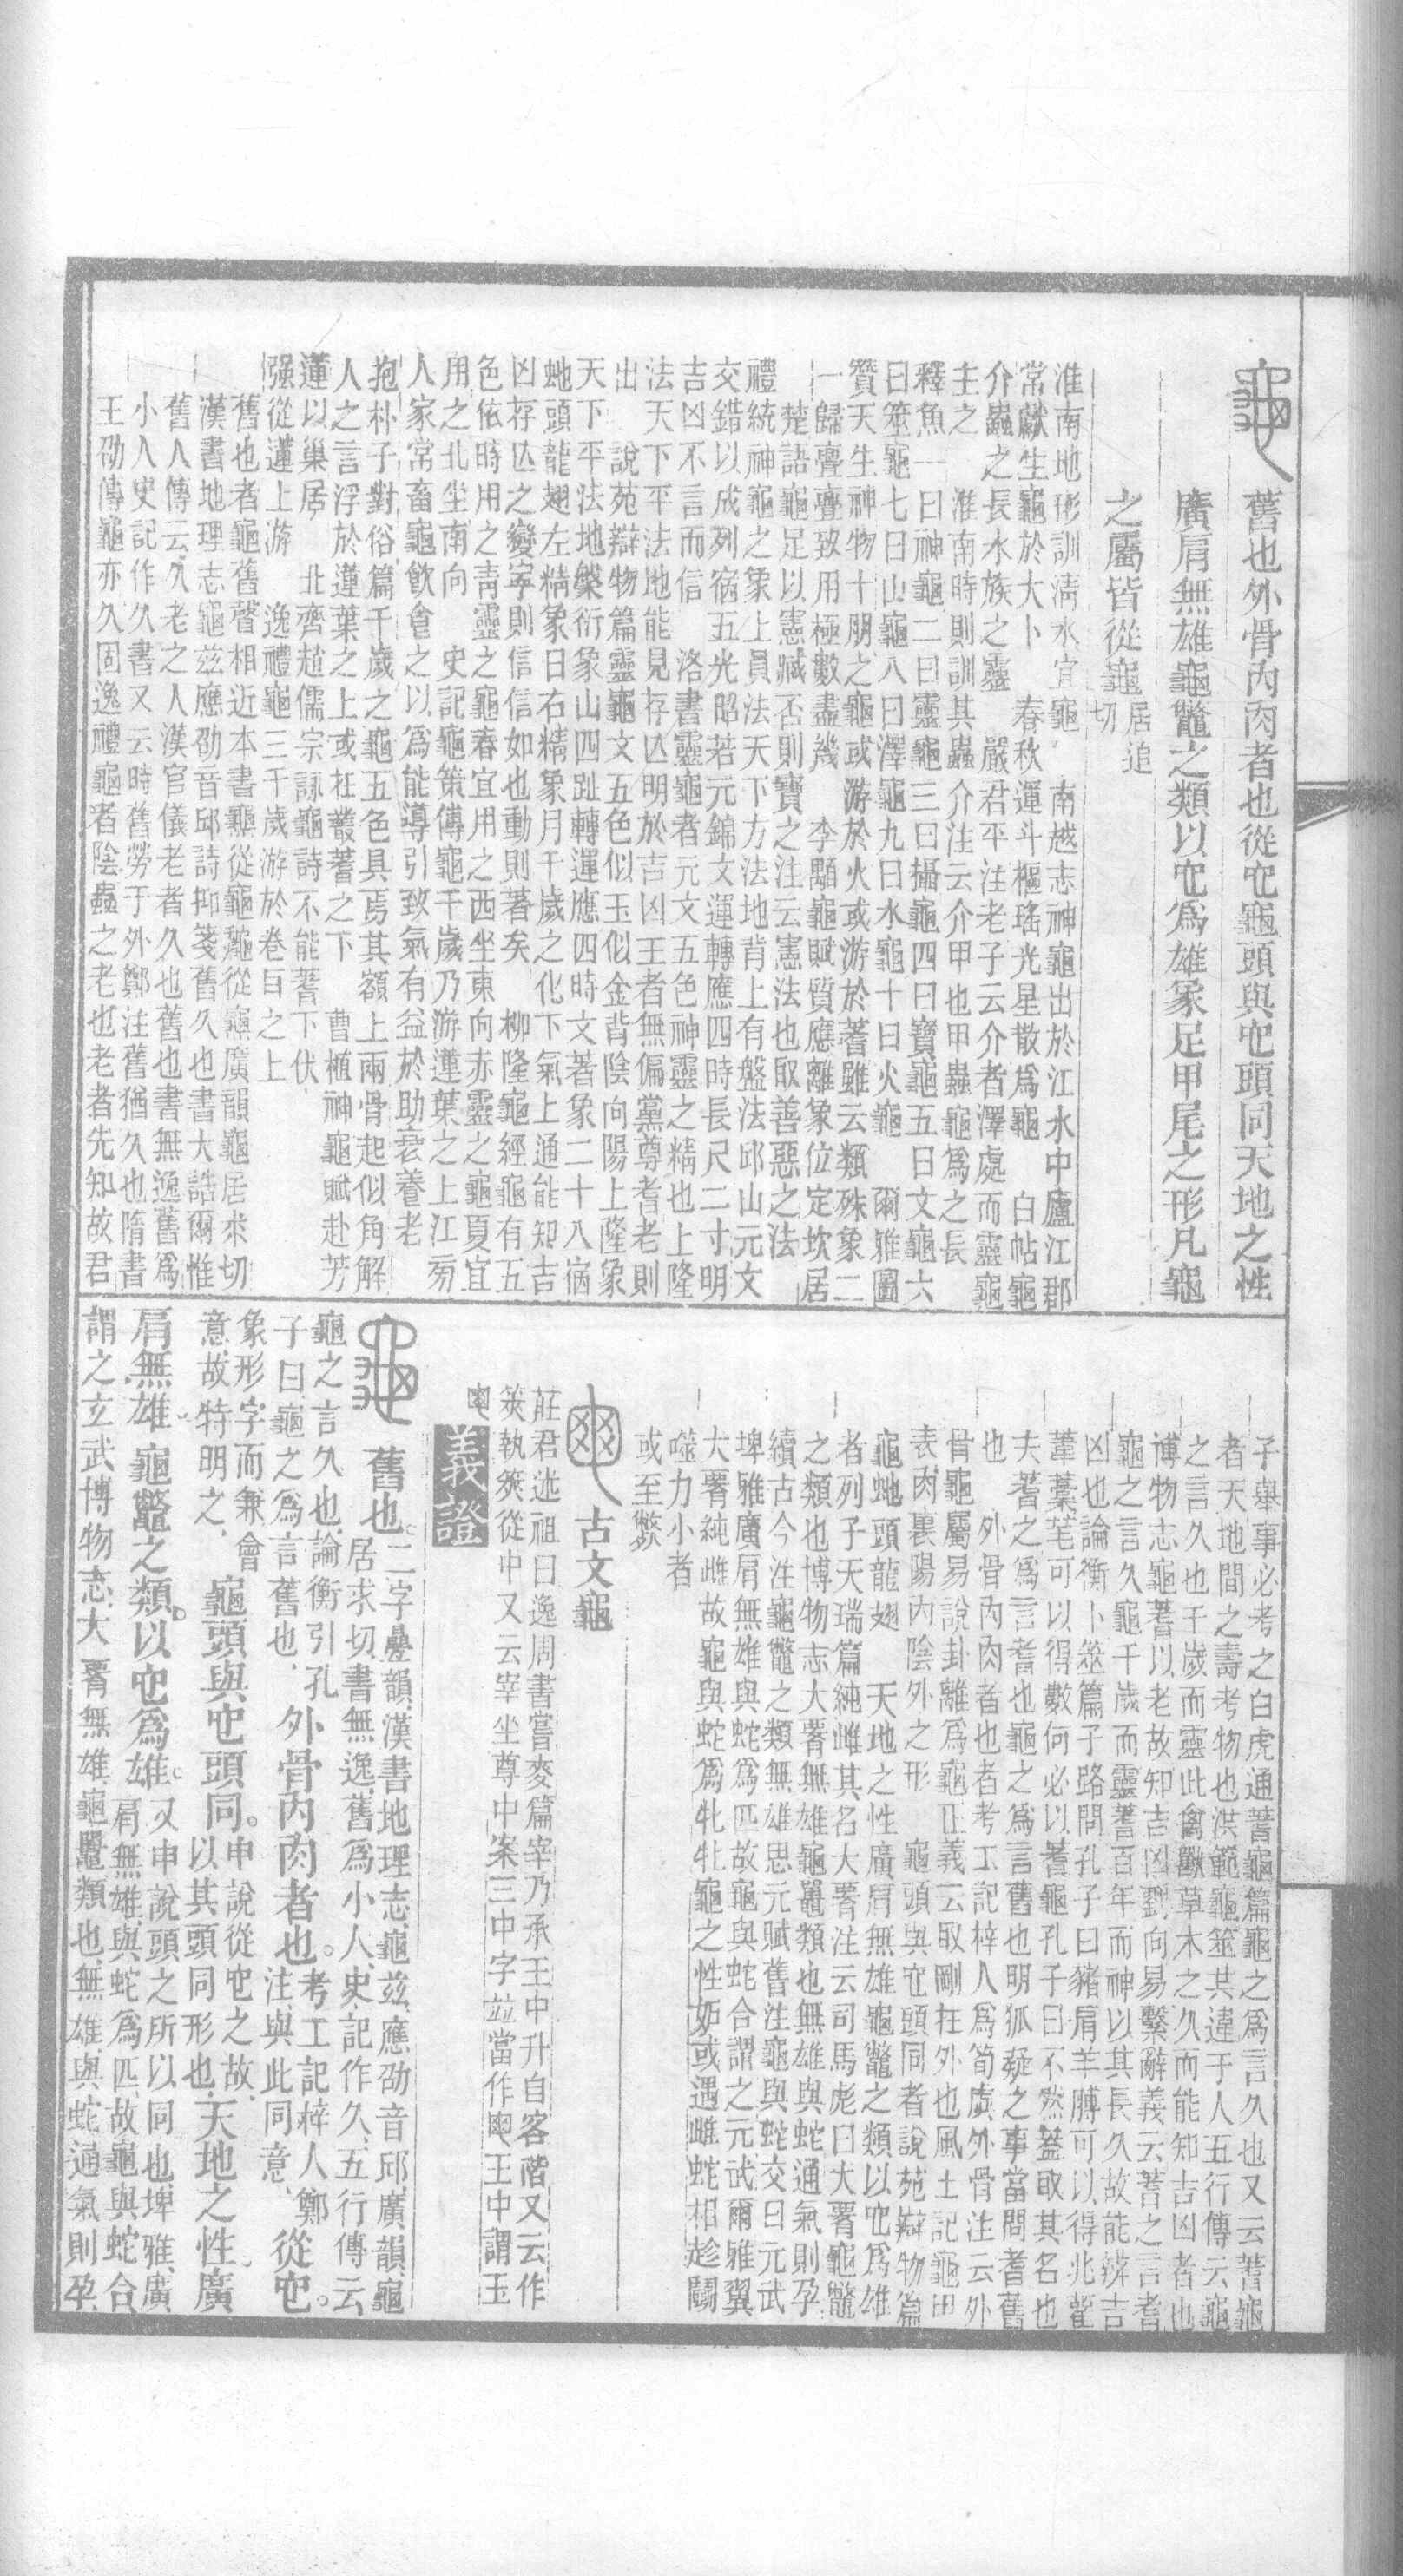 龜
舊也外骨內肉者也從它龜頭與它頭同天地之性
廣肩無雄龜鼈之類以它爲雄象足甲尾之形凡龜
之屬皆從龜居追切
淮南地形訓淸水宜龜 南越志神龜出於江水中廬江郡
常獻生龜於大卜 春秋運斗樞瑤光星散爲龜 白帖龜
介蟲之長水族之靈 嚴君平注老子云介者澤處而靈龜
主之 淮南時則訓其蟲介注云介甲也甲蟲龜爲之長
釋魚一曰神龜二曰靈龜三曰攝龜四曰寶龜五曰文龜六
曰筮龜七曰山龜八曰澤龜九曰水龜十曰火龜 爾雅圖
贊天生神物十朋之龜或游於火或游於蓍雖云類殊象二
一歸亹亹致用極數盡幾 李顒龜賦質應離象位定坎居
楚語龜足以憲臧否則寶之注云憲法也取善惡之法
禮統神龜之象上員法天下方法地背上有盤法邱山元文
交錯以成列宿五光昭若元錦文運轉應四時長尺二寸明
吉凶不言而信 洛書靈龜者元文五色神靈之精也上隆
法天下平法地能見存亾明於吉凶王者無偏黨尊耆老則
出 說苑辯物篇靈龜文五色似玉似金背陰向陽上隆象
天下平法地槃衍象山四趾轉運應四時文著象二十八宿
虵頭龍翅左精象日右精象月千歲之化下氣上通能知吉
凶存亾之變寧則信信如也動則著矣 柳隆龜經龜有五
色依時用之靑靈之龜春宜用之西坐東向赤靈之龜夏宜
用之北坐南向 史記龜策傳龜千歲乃游蓮葉之上江㫄
人家常畜龜飮食之以爲能導引致氣有益於助衰養老
抱朴子對俗篇千歲之龜五色具焉其額上兩骨起似角解
人之言浮於蓮葉之上或在叢蓍之下 曹植神龜賦赴芳
蓮以巢居 北齊趙儒宗詠龜詩不能蓍下伏
强從蓮上游 逸禮龜三千歲游於卷耳之上
舊也者龜舊聲相近本書從龜龝從龜廣韻龜居求切
漢書地理志龜茲應劭音邱詩抑箋舊久也書大誥爾惟
舊人傳云久老之人漢官儀老者久也舊也書無逸舊爲
小人史記作久書又云時舊勞于外鄭注舊猶久也隋書
王劭傳龜亦久固逸禮龜者陰蟲之老也老者先知故君
子舉事必考之白虎通蓍龜篇龜之爲言久也又云蓍龜
者天地間之壽考物也洪範龜筮其違于人五行傳云龜
之言久也千歲而靈此禽獸草木之久而能知吉凶者也
博物志龜蓍以老故知吉凶劉向易繫辭義云蓍之言耆
龜之言久龜千歲而靈蓍百年而神以其長久故能辨吉
凶也論衡卜筮篇子路問孔子曰豬肩羊膊可以得兆雚
葦藁芼可以得數何必以蓍龜孔子曰不然蓋取其名也
夫蓍之爲言耆也龜之爲言舊也明狐疑之事當問耆舊
也 外骨內肉者也者考工記梓人爲筍虡外骨注云外
骨龜屬易說卦離爲龜正義云取剛在外也風土記龜甲
表肉裏陽內陰外之形 龜頭與它頭同者說苑辯物篇
龜虵頭龍翅 天地之性廣肩無雄龜鼈之類以它爲雄
者列子天瑞篇純雌其名大䐁注云司馬彪曰大䐁龜鼈
之類也博物志大䐁無雄龜鼉類也無雄與蛇通氣則孕
續古今注龜鼈之類無雄思元賦舊注龜與蛇交曰元武
埤雅廣肩無雄與蛇爲匹故龜與蛇合謂之元武爾雅翼
大䐁純雌故龜與蛇爲牝牡龜之性妬或遇雌蛇相趁鬬
噬力小者
或至斃
古文龜
莊君述祖曰逸周書嘗麥篇宰乃承王中升自客階又云作
筴執筴從中又云宰坐尊中案三中字竝當作 王中謂玉
義證
龜 舊也。二字疊韻、漢書地理志、龜茲、應劭音邱、廣韻、龜
居求切、書無逸、舊爲小人、史記作久、五行傳云、
龜之言久也、論衡引孔
子曰、龜之爲言舊也、 外骨內肉者也。考工記梓人鄭注、與此同意、 從它。
象形字而兼會
意、故特明之、 龜頭與它頭同。申說從它之故、以其頭同形也、 天地之性。廣
肩無雄。龜鼈之類。以它爲雄。又申說頭之所以同也、埤雅、廣肩無雄、與蛇爲匹、故龜與蛇合、
謂之玄武、博物志、大䐁無雄、龜鼉類也、無雄、與蛇通氣則孕、